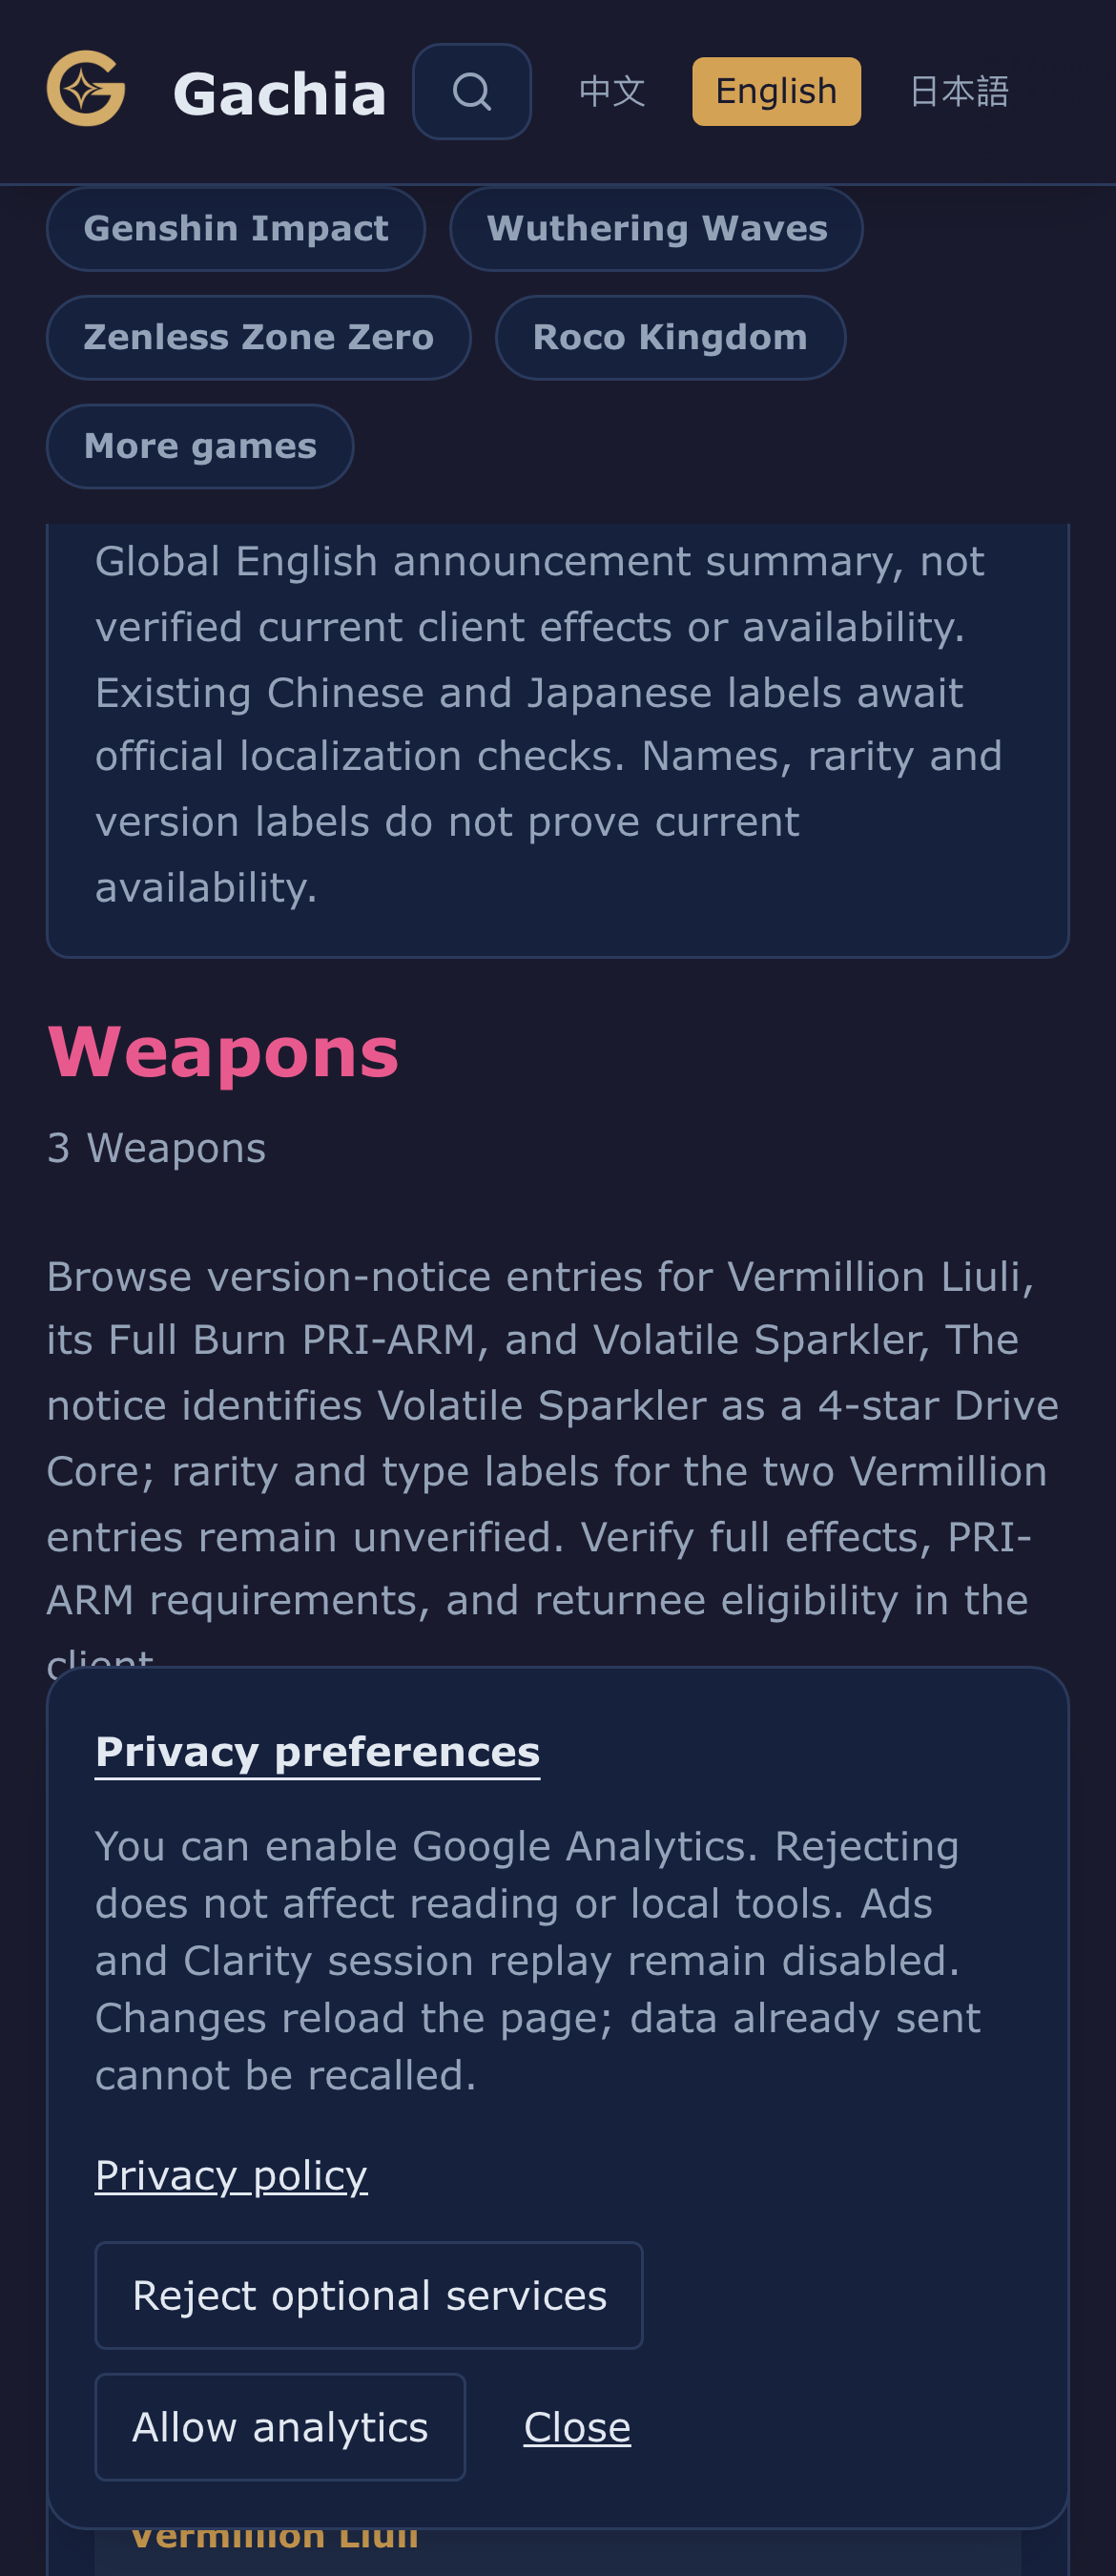 Gachia
中文
English
日本語
Genshin Impact
Wuthering Waves
Zenless Zone Zero
Roco Kingdom
More games
Global English announcement summary, not
verified current client effects or availability.
Existing Chinese and Japanese labels await
official localization checks. Names, rarity and
version labels do not prove current
availability.
Weapons
3 Weapons
Browse version-notice entries for Vermillion Liuli,
its Full Burn PRI-ARM, and Volatile Sparkler, The
notice identifies Volatile Sparkler as a 4-star Drive
Core; rarity and type labels for the two Vermillion
entries remain unverified. Verify full effects, PRI-
ARM requirements, and returnee eligibility in the
client
Privacy preferences
You can enable Google Analytics. Rejecting
does not affect reading or local tools. Ads
and Clarity session replay remain disabled.
Changes reload the page; data already sent
cannot be recalled.
Privacy policy
Reject optional services
Allow analytics
Close
Vermillion Liuli